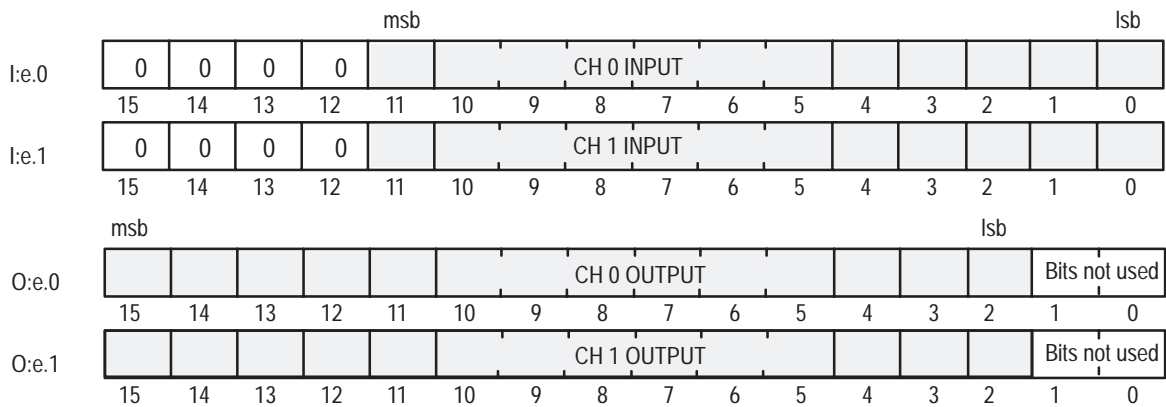 msb lsb
I:e.0 0 0 0 0 CH 0 INPUT
15 14 13 12 11 10 9 8 7 6 5 4 3 2 1 0
I:e.1 0 0 0 0 CH 1 INPUT
15 14 13 12 11 10 9 8 7 6 5 4 3 2 1 0
msb lsb
O:e.0 CH 0 OUTPUT Bits not used
15 14 13 12 11 10 9 8 7 6 5 4 3 2 1 0
O:e.1 CH 1 OUTPUT Bits not used
15 14 13 12 11 10 9 8 7 6 5 4 3 2 1 0